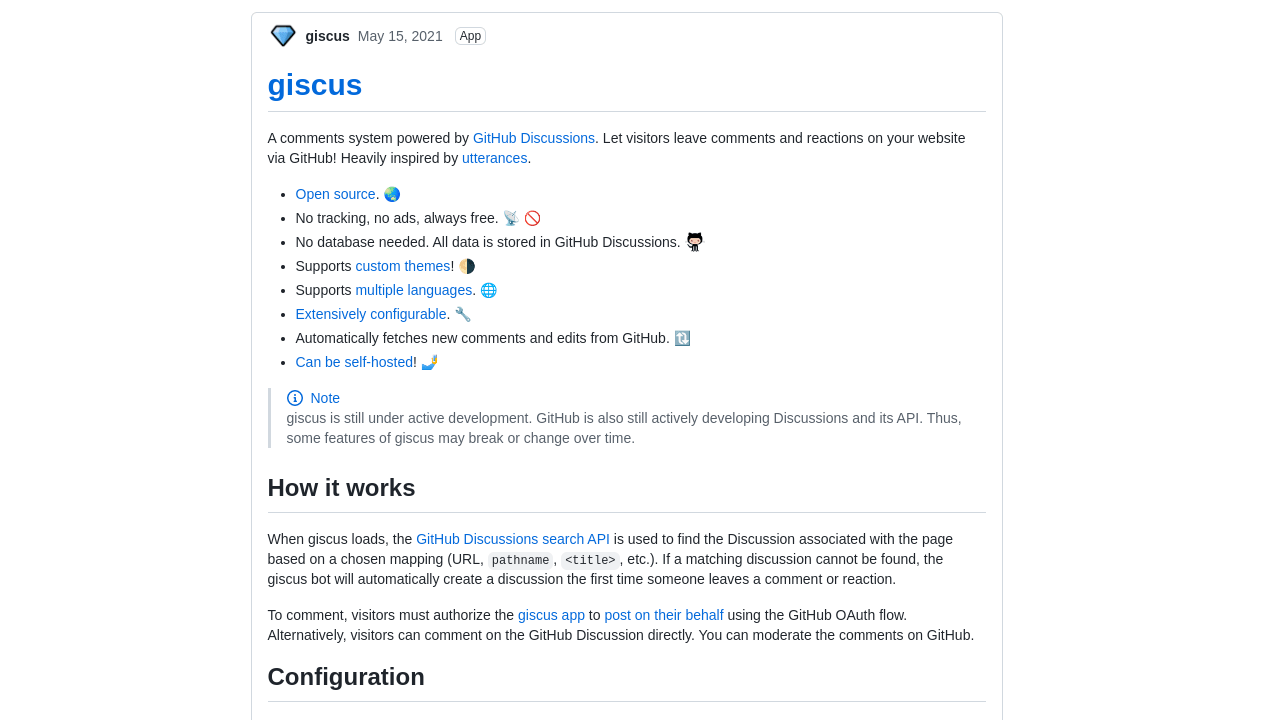 giscus May 15, 2021 App
giscus
A comments system powered by GitHub Discussions. Let visitors leave comments and reactions on your website
via GitHub! Heavily inspired by utterances.
Open source. 🌏
No tracking, no ads, always free. 📡 🚫
No database needed. All data is stored in GitHub Discussions.
Supports custom themes! 🌗
Supports multiple languages. 🌐
Extensively configurable. 🔧
Automatically fetches new comments and edits from GitHub. 🔃
Can be self-hosted! 🤳
Note
giscus is still under active development. GitHub is also still actively developing Discussions and its API. Thus,
some features of giscus may break or change over time.
How it works
When giscus loads, the GitHub Discussions search API is used to find the Discussion associated with the page
based on a chosen mapping (URL, pathname, <title>, etc.). If a matching discussion cannot be found, the
giscus bot will automatically create a discussion the first time someone leaves a comment or reaction.
To comment, visitors must authorize the giscus app to post on their behalf using the GitHub OAuth flow.
Alternatively, visitors can comment on the GitHub Discussion directly. You can moderate the comments on GitHub.
Configuration